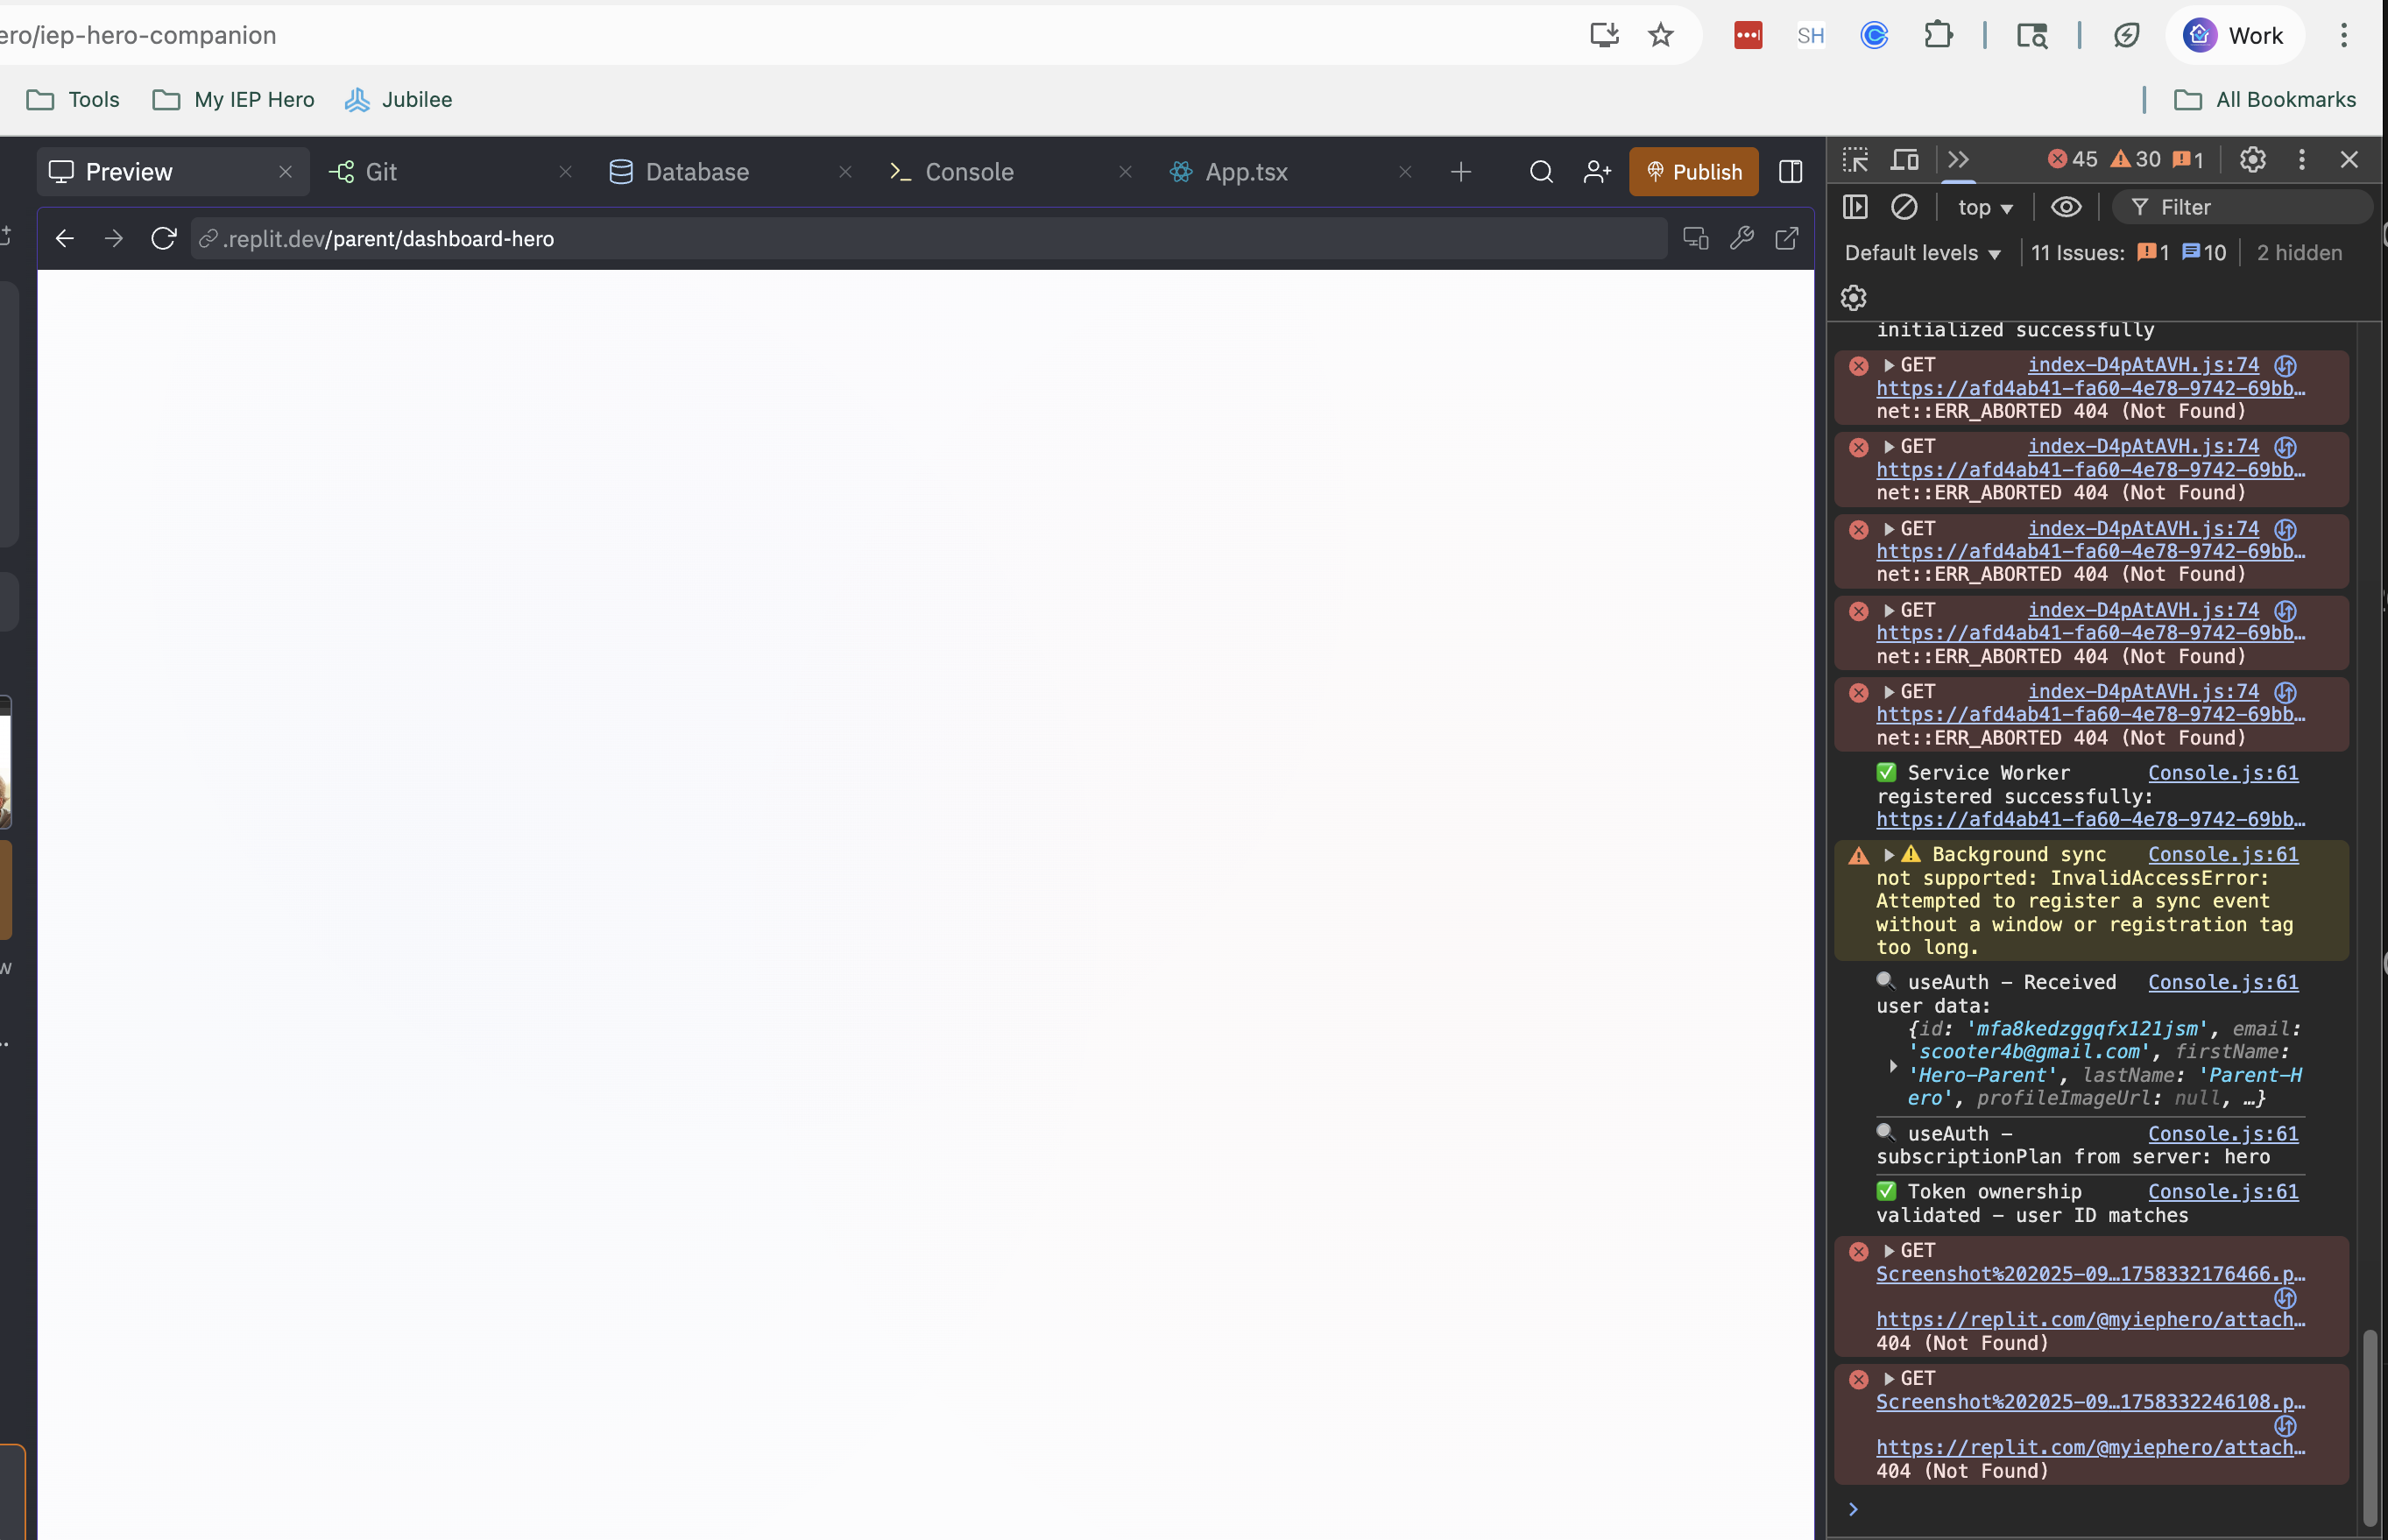 ero/iep-hero-companion
SH
Work
Tools
My IEP Hero
Jubilee
All Bookmarks
Preview
Git
Database
Console
App.tsx
Publish
45
30
1
.replit.dev/parent/dashboard-hero
top
Filter
Default levels
11 Issues:
1
10
2 hidden
initialized successfully
GET index-D4pAtAVH.js:74
https://afd4ab41-fa60-4e78-9742-69bb…
net::ERR_ABORTED 404 (Not Found)
GET index-D4pAtAVH.js:74
https://afd4ab41-fa60-4e78-9742-69bb…
net::ERR_ABORTED 404 (Not Found)
GET index-D4pAtAVH.js:74
https://afd4ab41-fa60-4e78-9742-69bb…
net::ERR_ABORTED 404 (Not Found)
GET index-D4pAtAVH.js:74
https://afd4ab41-fa60-4e78-9742-69bb…
net::ERR_ABORTED 404 (Not Found)
GET index-D4pAtAVH.js:74
https://afd4ab41-fa60-4e78-9742-69bb…
net::ERR_ABORTED 404 (Not Found)
✅ Service Worker Console.js:61
registered successfully:
https://afd4ab41-fa60-4e78-9742-69bb…
⚠️ Background sync Console.js:61
not supported: InvalidAccessError:
Attempted to register a sync event
without a window or registration tag
too long.
🔍 useAuth – Received Console.js:61
user data:
{id: 'mfa8kedzggqfx121jsm', email:
'scooter4b@gmail.com', firstName:
'Hero-Parent', lastName: 'Parent-H
ero', profileImageUrl: null, …}
🔍 useAuth – Console.js:61
subscriptionPlan from server: hero
✅ Token ownership Console.js:61
validated – user ID matches
GET
Screenshot%202025-09…1758332176466.p…
https://replit.com/@myiephero/attach…
404 (Not Found)
GET
Screenshot%202025-09…1758332246108.p…
https://replit.com/@myiephero/attach…
404 (Not Found)